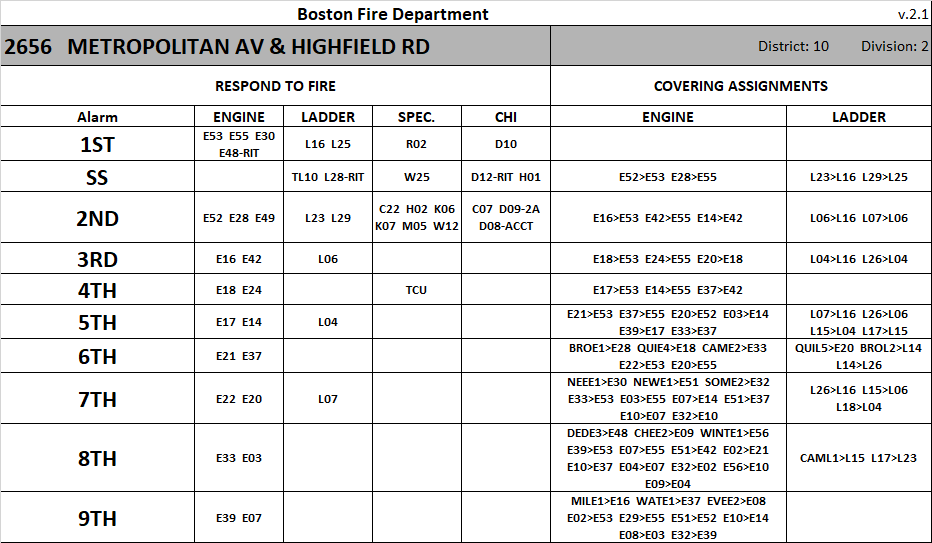 Boston Fire Department v.2.1
2656 METROPOLITAN AV & HIGHFIELD RD District: 10 Division: 2
RESPOND TO FIRE COVERING ASSIGNMENTS
Alarm ENGINE LADDER SPEC. CHI ENGINE LADDER
1ST E53 E55 E30 E48-RIT L16 L25 R02 D10
SS TL10 L28-RIT W25 D12-RIT H01 E52>E53 E28>E55 L23>L16 L29>L25
2ND E52 E28 E49 L23 L29 C22 H02 K06 K07 M05 W12 C07 D09-2A D08-ACCT E16>E53 E42>E55 E14>E42 L06>L16 L07>L06
3RD E16 E42 L06 E18>E53 E24>E55 E20>E18 L04>L16 L26>L04
4TH E18 E24 TCU E17>E53 E14>E55 E37>E42
5TH E17 E14 L04 E21>E53 E37>E55 E20>E52 E03>E14 E39>E17 E33>E37 L07>L16 L26>L06 L15>L04 L17>L15
6TH E21 E37 BROE1>E28 QUIE4>E18 CAME2>E33 E22>E53 E20>E55 QUIL5>E20 BROL2>L14 L14>L26
7TH E22 E20 L07 NEEE1>E30 NEWE1>E51 SOME2>E32 E33>E53 E03>E55 E07>E14 E51>E37 E10>E07 E32>E10 L26>L16 L15>L06 L18>L04
8TH E33 E03 DEDE3>E48 CHEE2>E09 WINTE1>E56 E39>E53 E07>E55 E51>E42 E02>E21 E10>E37 E04>E07 E32>E02 E56>E10 E09>E04 CAML1>L15 L17>L23
9TH E39 E07 MILE1>E16 WATE1>E37 EVEE2>E08 E02>E53 E29>E55 E51>E52 E10>E14 E08>E03 E32>E39